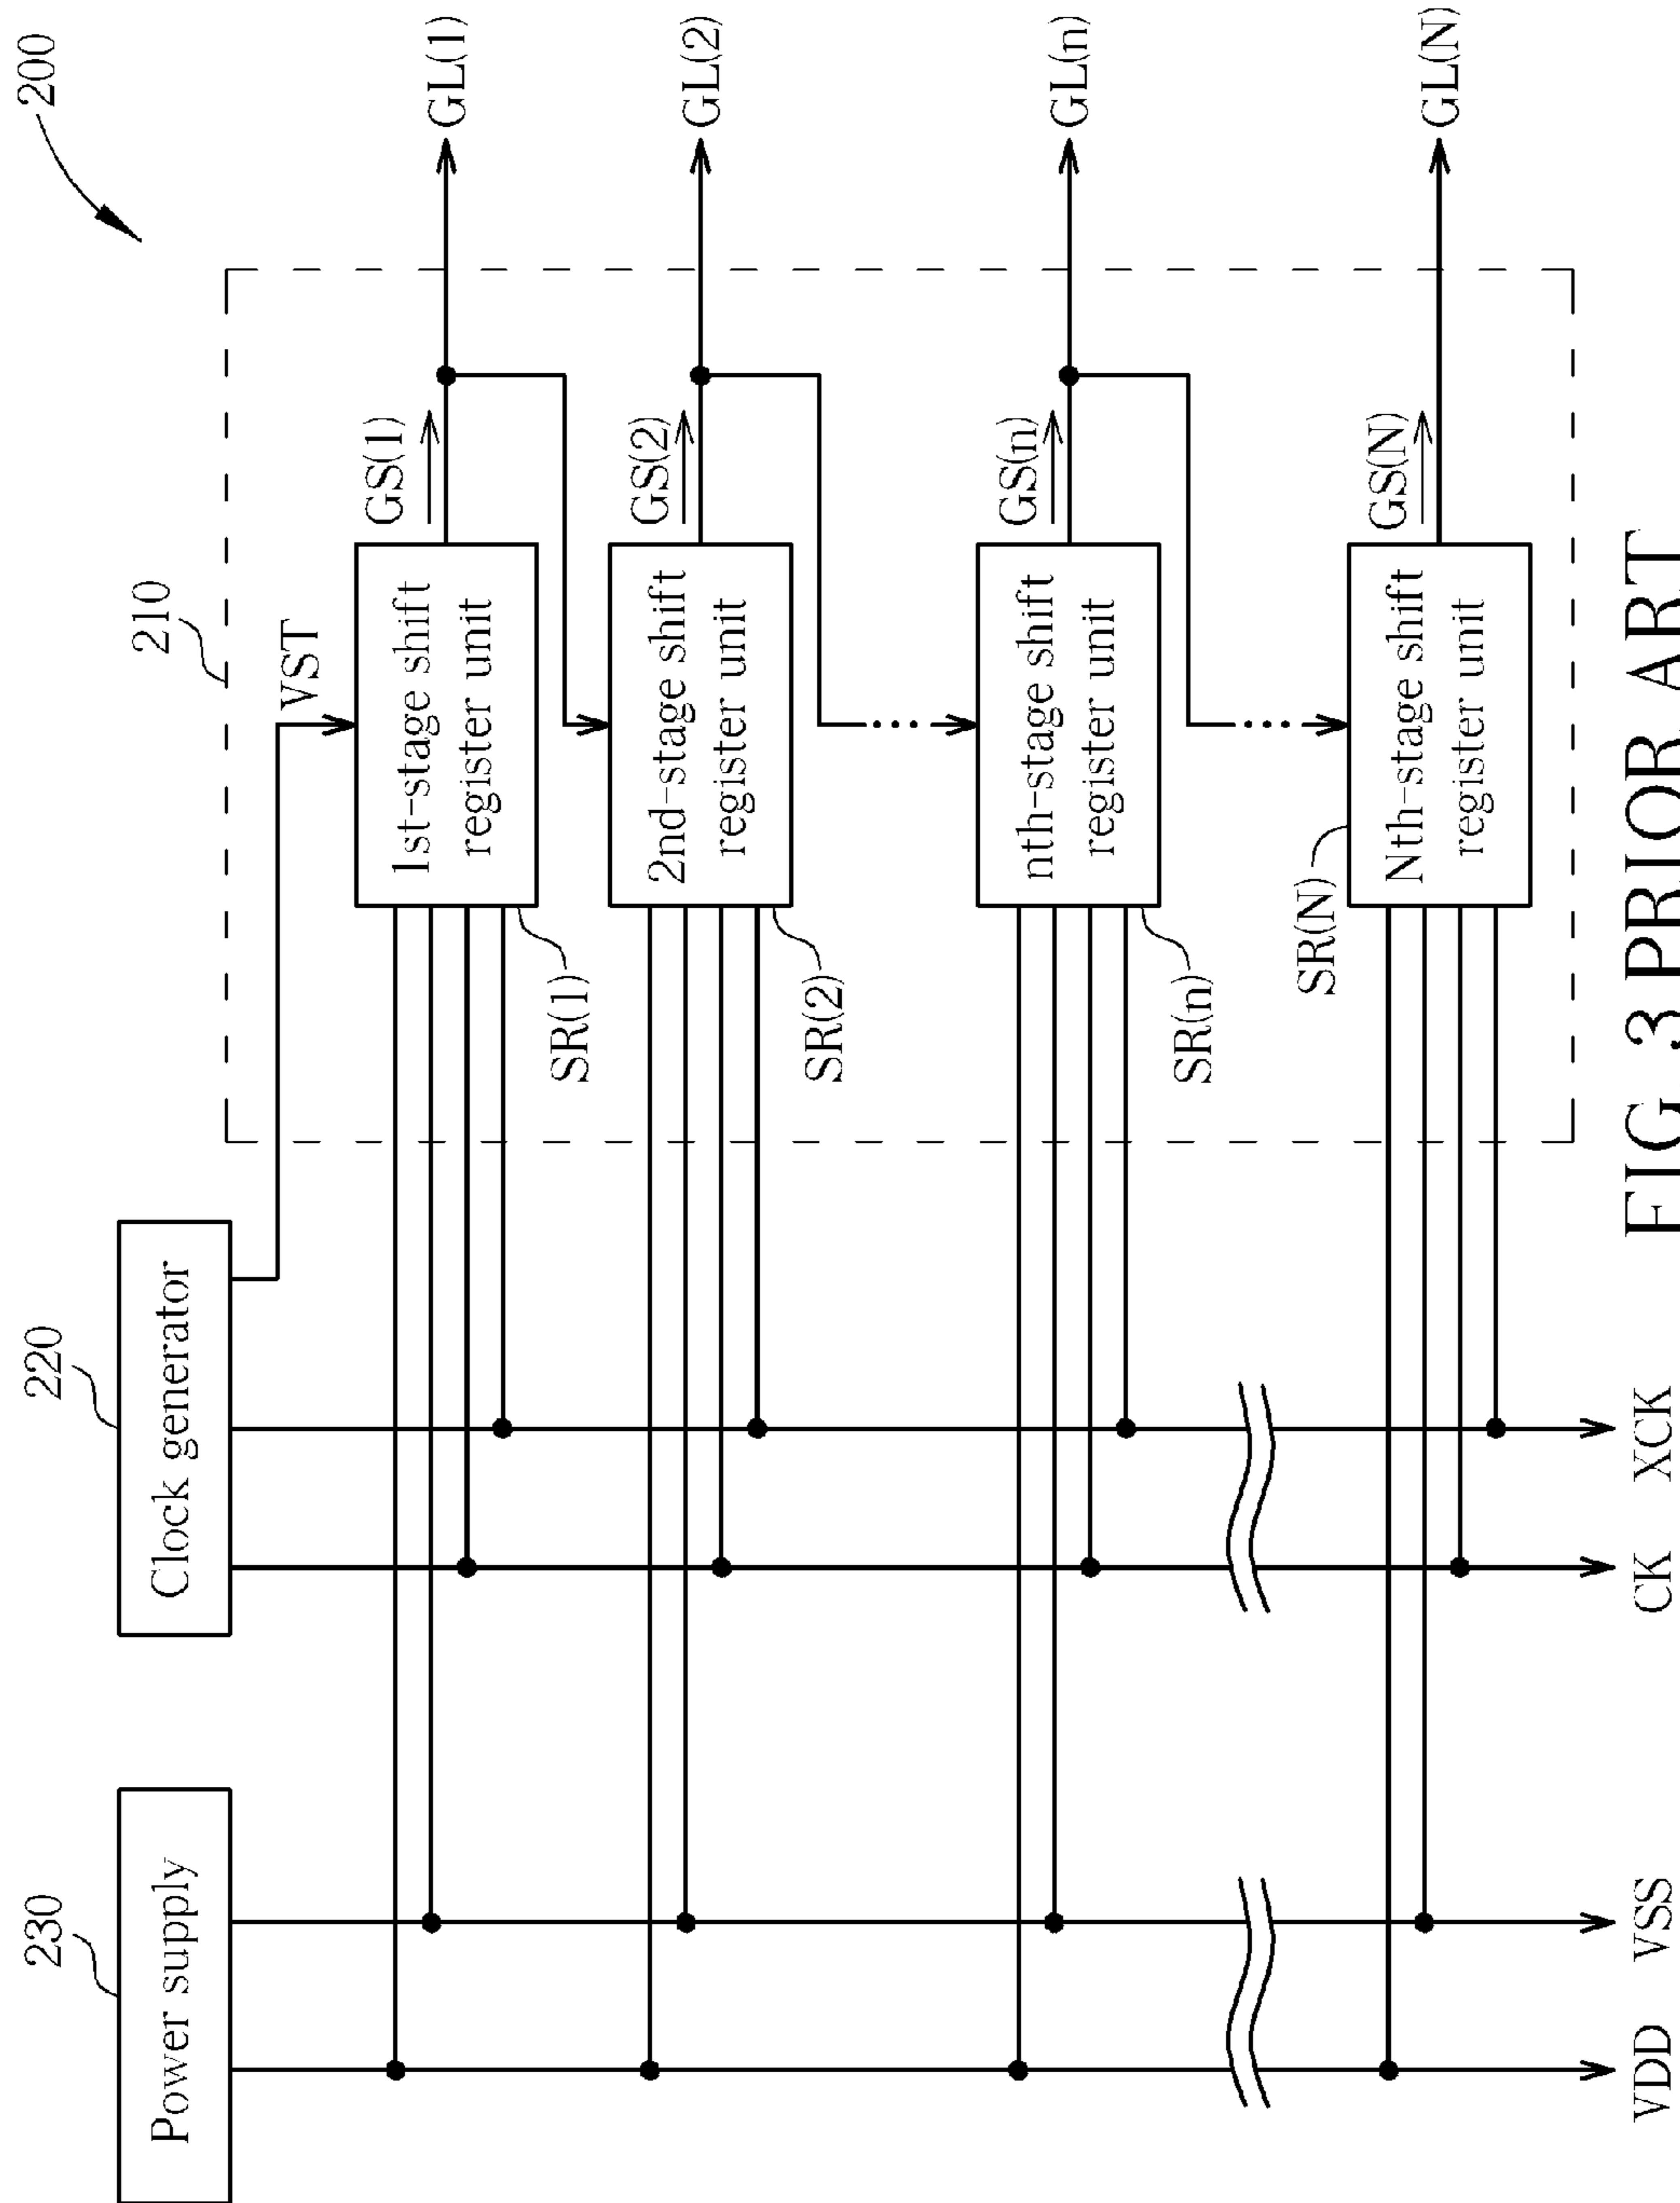 200
230
220
210
Power supply
Clock generator
VST
1st-stage shift
register unit
SR(1)
GS(1)
GL(1)
2nd-stage shift
register unit
SR(2)
GS(2)
GL(2)
...
nth-stage shift
register unit
SR(n)
GS(n)
GL(n)
...
Nth-stage shift
register unit
SR(N)
GS(N)
GL(N)
VDD VSS CK XCK
FIG. 3 PRIOR ART